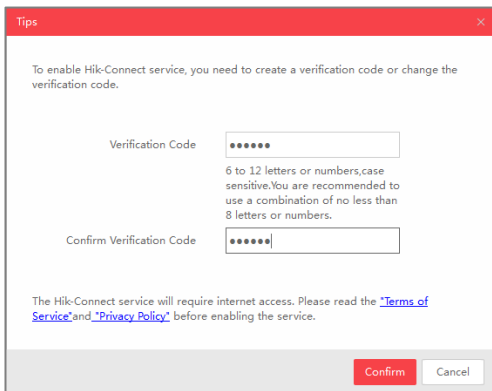 Tips
To enable Hik-Connect service, you need to create a verification code or change the
verification code.
Verification Code
••••••
6 to 12 letters or numbers,case
sensitive.You are recommended to
use a combination of no less than
8 letters or numbers.
Confirm Verification Code
••••••
The Hik-Connect service will require internet access. Please read the "Terms of
Service"and "Privacy Policy" before enabling the service.
Confirm
Cancel